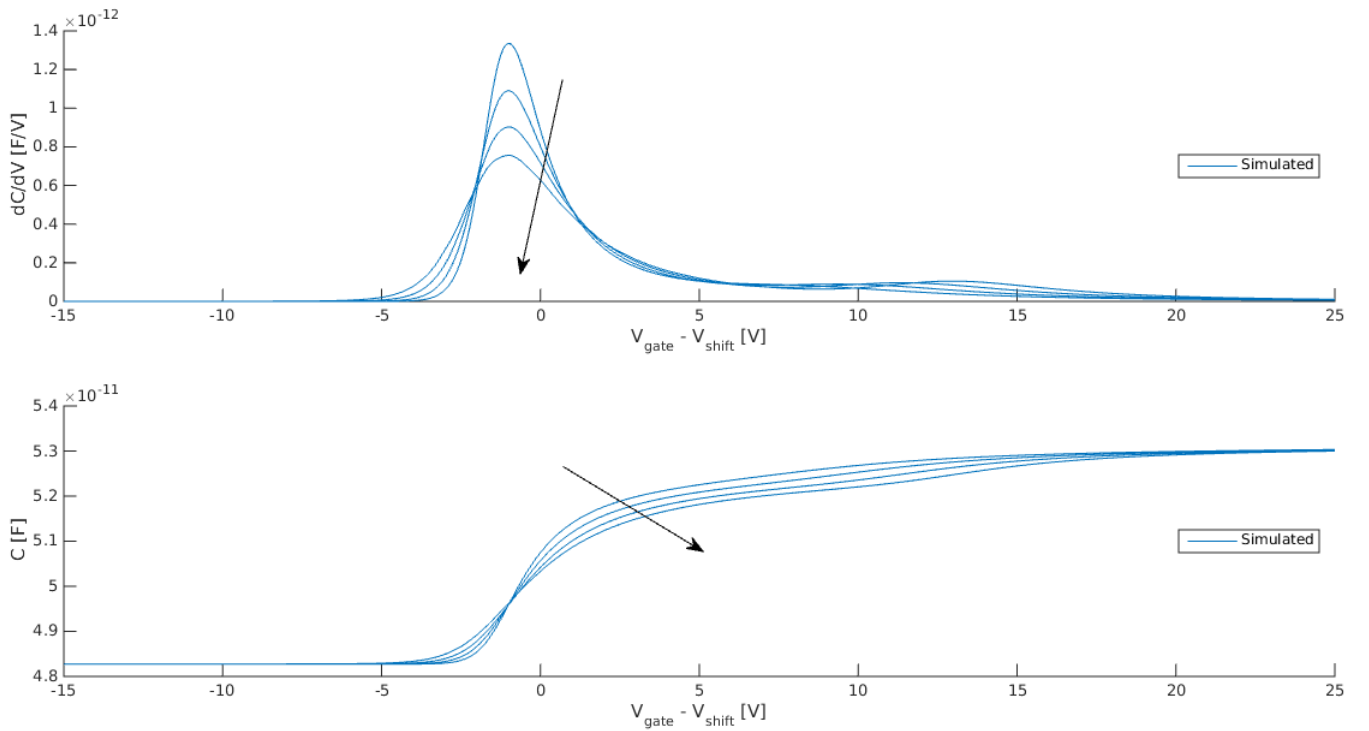 ×10^-12
1.4
1.2
1
0.8
0.6
0.4
0.2
0
dC/dV [F/V]
-15 -10 -5 0 5 10 15 20 25
V_gate - V_shift [V]
Simulated
×10^-11
5.4
5.3
5.2
5.1
5
4.9
4.8
C [F]
-15 -10 -5 0 5 10 15 20 25
V_gate - V_shift [V]
Simulated